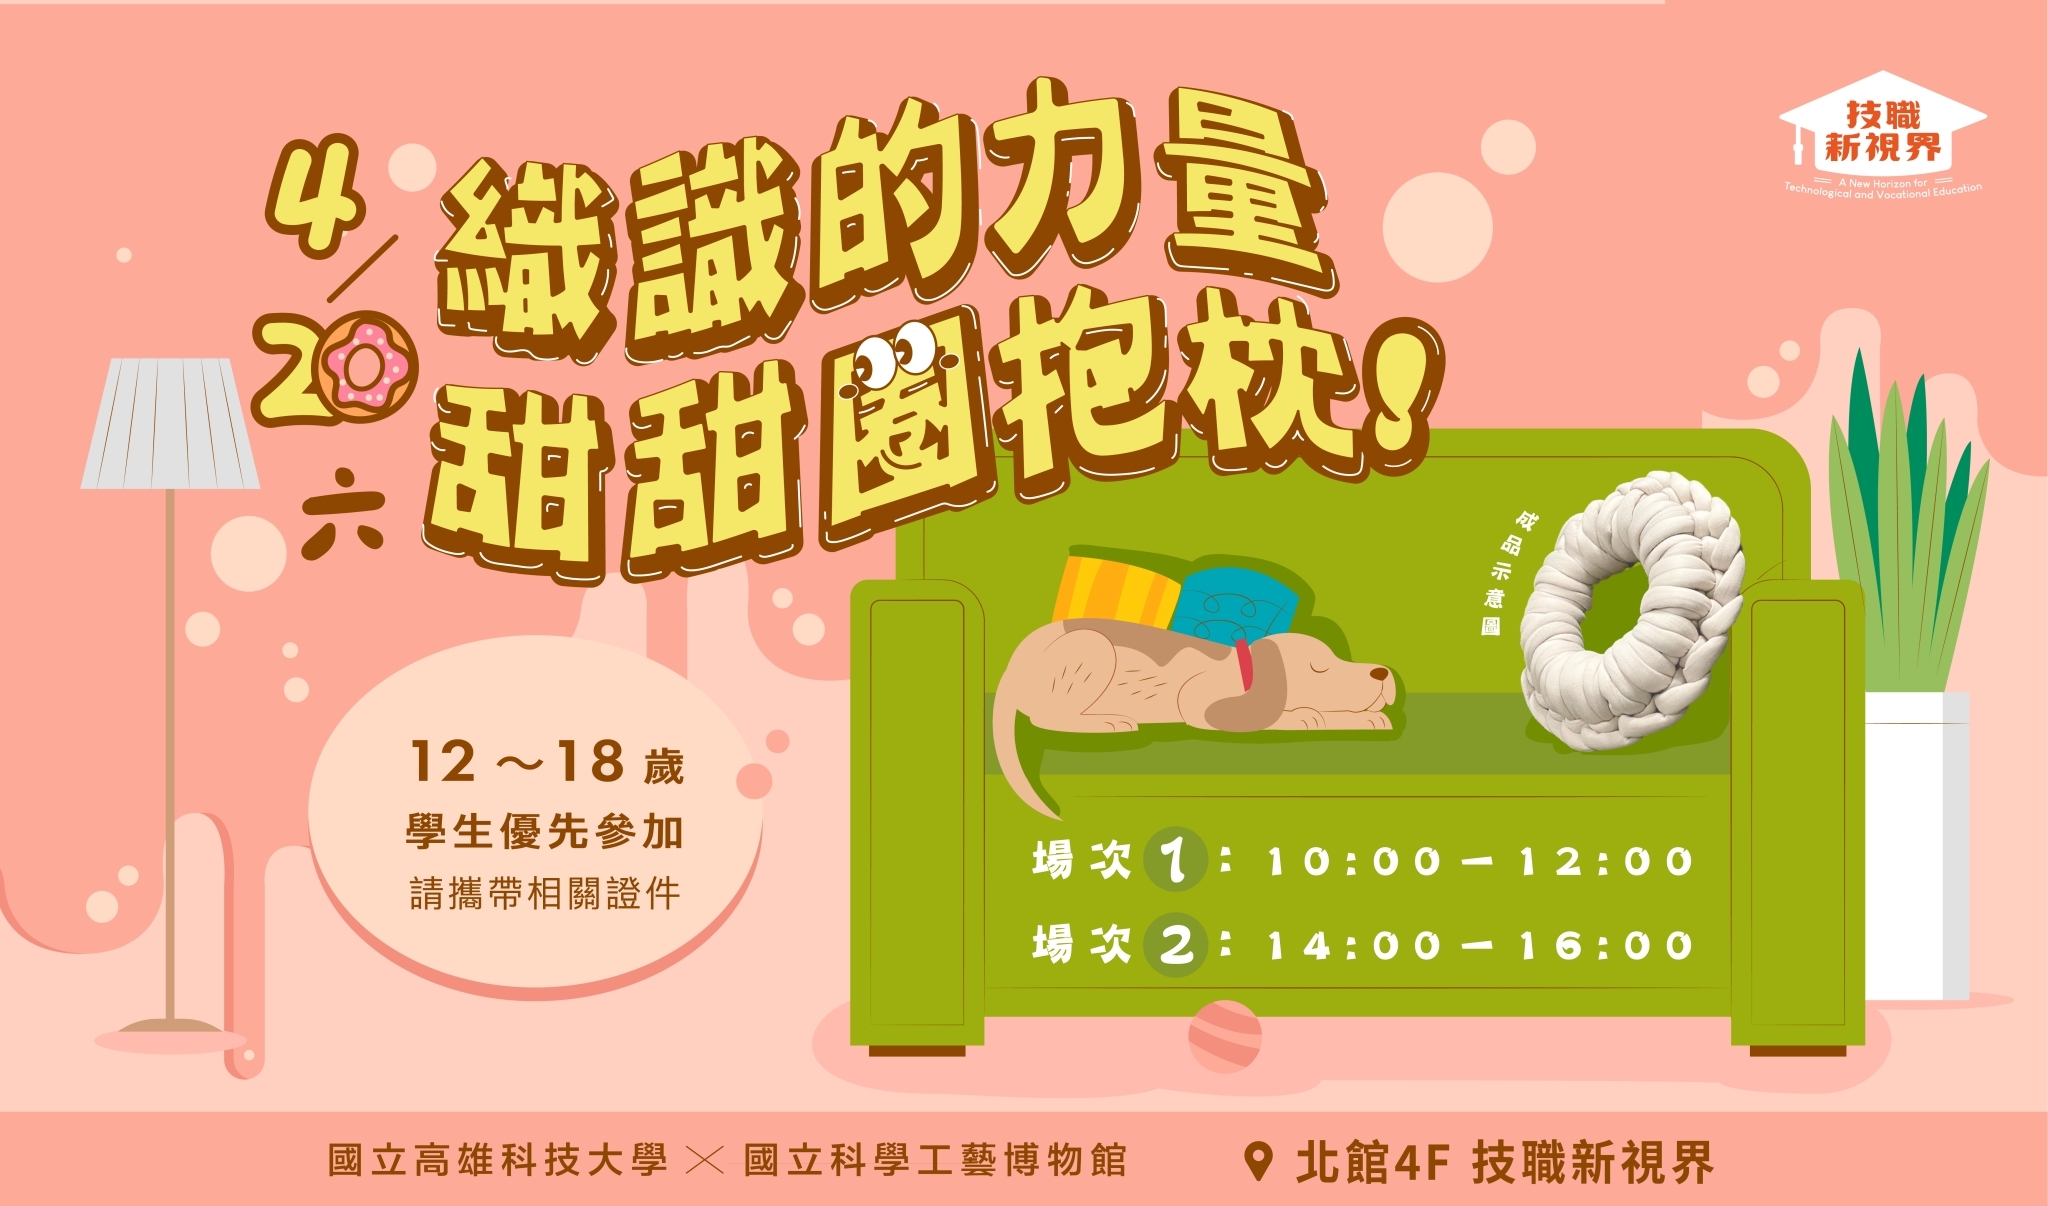 4/20
六
織識的力量
甜甜圈抱枕!
技職
新視界
A New Horizon for
Technological and Vocational Education
成品示意圖
12～18歲
學生優先參加
請攜帶相關證件
場次1:10:00－12:00
場次2:14:00－16:00
國立高雄科技大學╳國立科學工藝博物館
北館4F 技職新視界